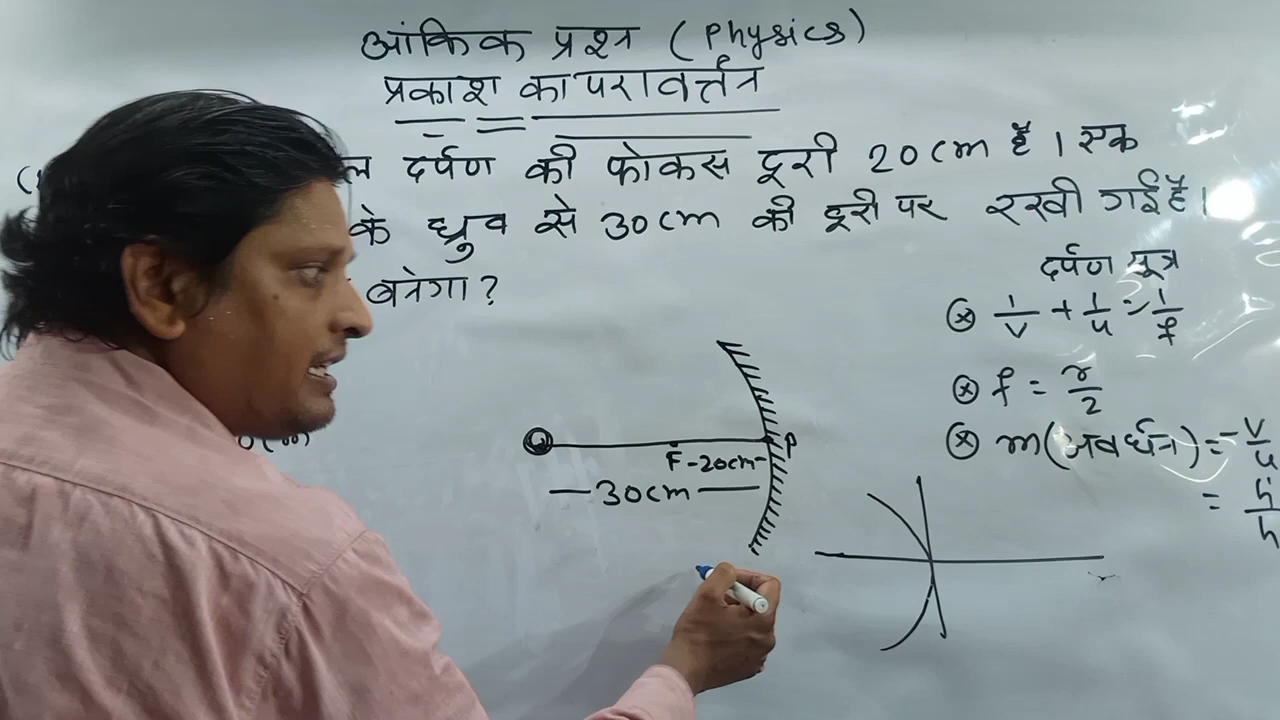 आंकिक प्रश्न (Physics)
प्रकाश का परावर्त्तन
ल दर्पण की फोकस दूरी 20cm है। एक
के ध्रुव से 30cm की दूरी पर रखी गई है।
बनेगा?
दर्पण सूत्र
⊗ 1/v + 1/u = 1/f
⊗ f = r/2
⊗ m(आवर्धन) = -v/u
= h'/h
P
F -20cm-
—30cm—